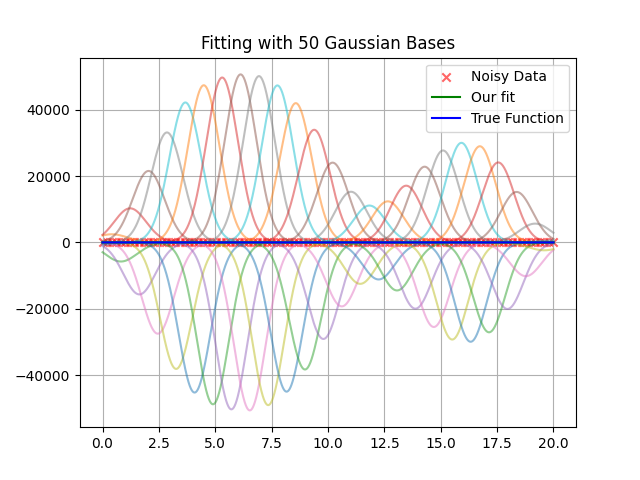 Fitting with 50 Gaussian Bases
Noisy Data
Our fit
True Function
40000
20000
0
−20000
−40000
0.0 2.5 5.0 7.5 10.0 12.5 15.0 17.5 20.0